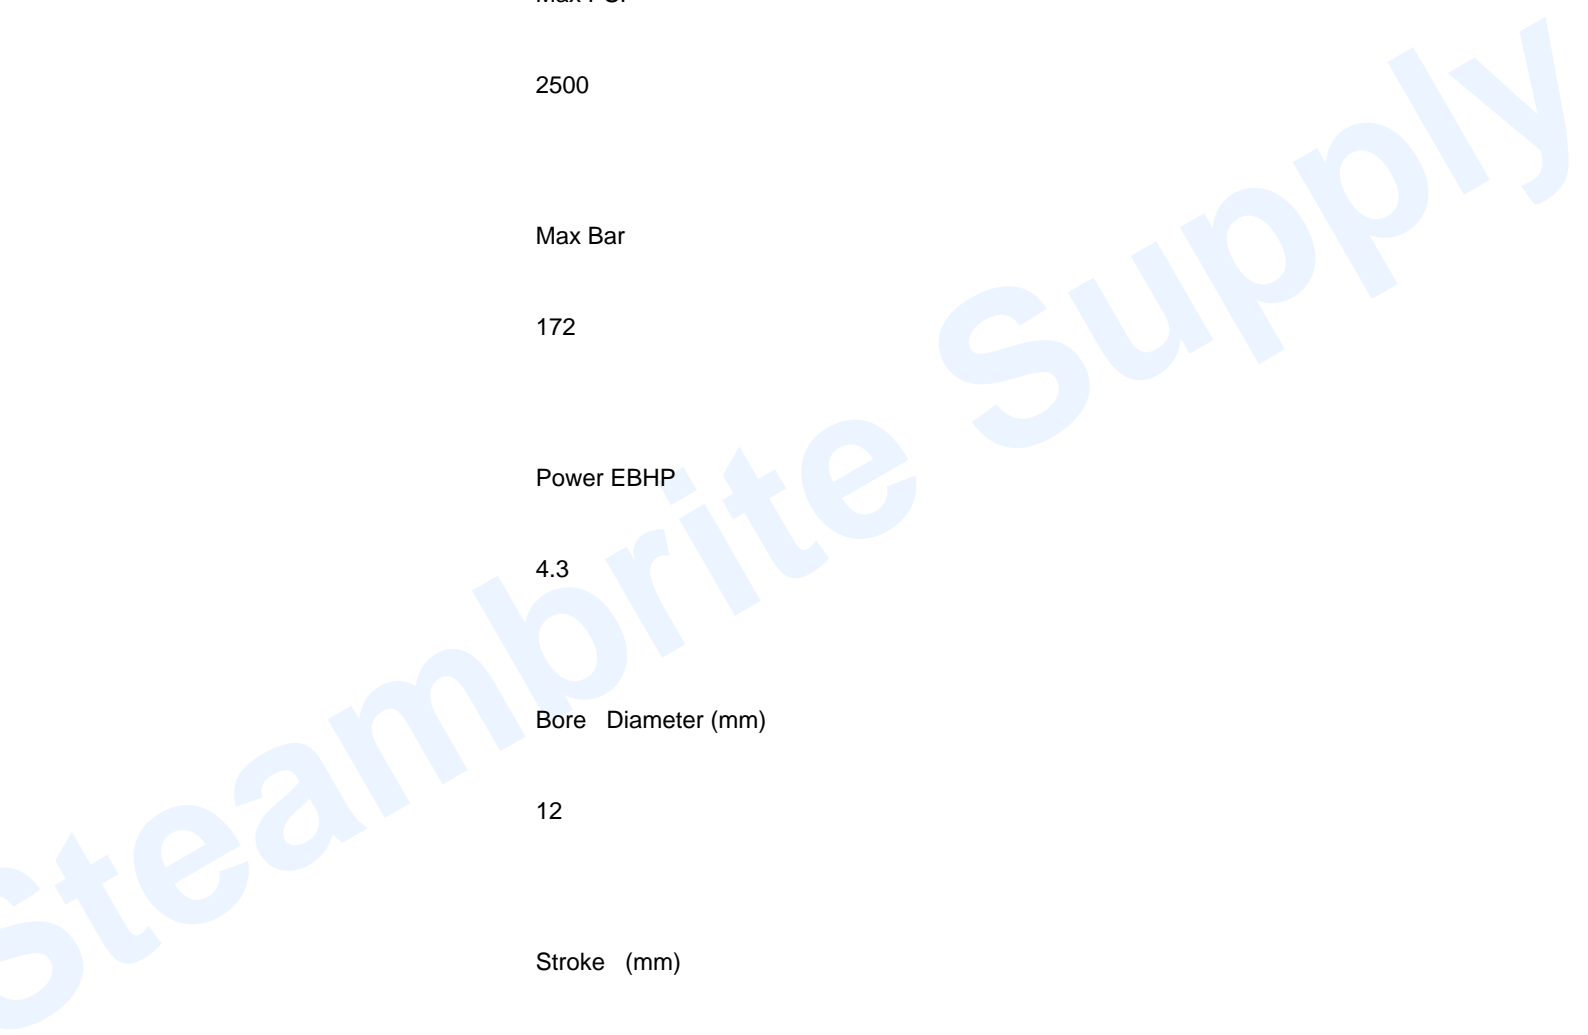 2500
Max Bar
172
Power EBHP
4.3
Bore Diameter (mm)
12
Stroke (mm)
Steambrite Supply